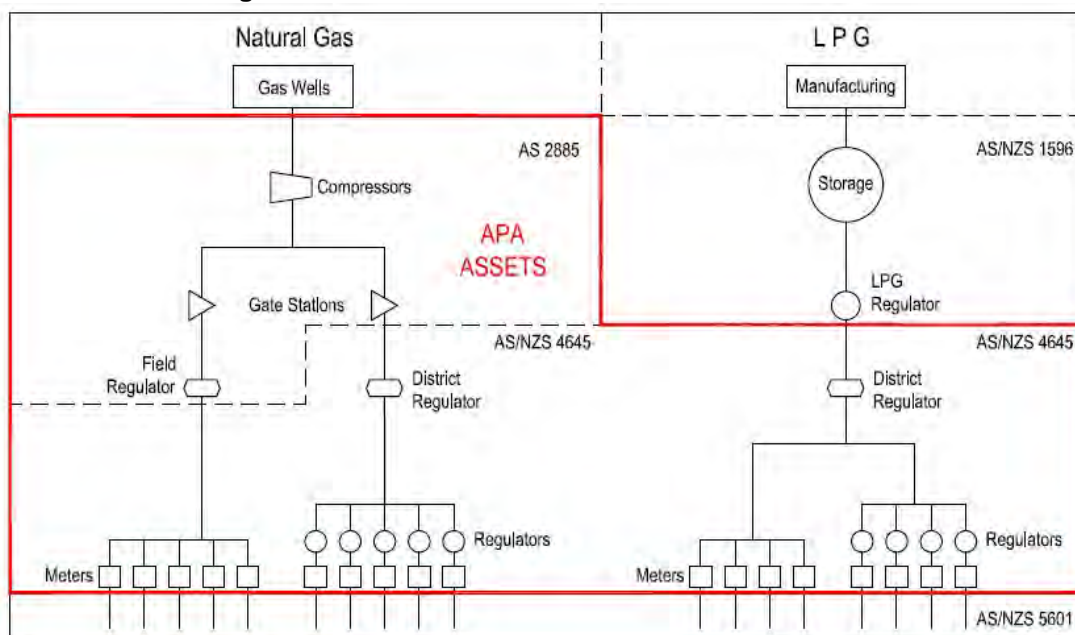 Natural Gas
L P G
Gas Wells
Manufacturing
AS 2885
AS/NZS 1596
Compressors
Storage
APA
ASSETS
LPG
Regulator
Gate Stations
AS/NZS 4645
AS/NZS 4645
Field
Regulator
District
Regulator
District
Regulator
Regulators
Regulators
Meters
Meters
AS/NZS 5601